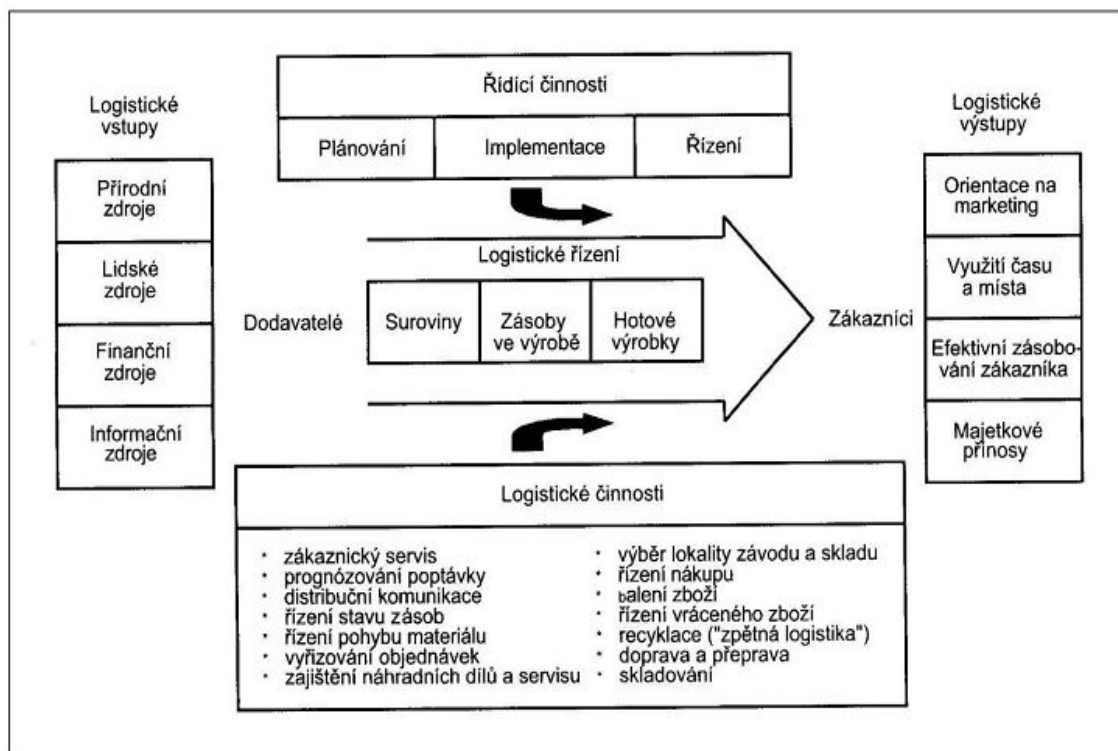 Řídící činnosti
Plánování
Implementace
Řízení
Logistické
vstupy
Přírodní
zdroje
Lidské
zdroje
Finanční
zdroje
Informační
zdroje
Logistické řízení
Dodavatelé
Suroviny
Zásoby
ve výrobě
Hotové
výrobky
Zákazníci
Logistické
výstupy
Orientace na
marketing
Využití času
a místa
Efektivní zásobo-
vání zákazníka
Majetkové
přínosy
Logistické činnosti
• zákaznický servis
• prognózování poptávky
• distribuční komunikace
• řízení stavu zásob
• řízení pohybu materiálu
• vyřizování objednávek
• zajištění náhradních dílů a servisu
• výběr lokality závodu a skladu
• řízení nákupu
• balení zboží
• řízení vráceného zboží
• recyklace ("zpětná logistika")
• doprava a přeprava
• skladování